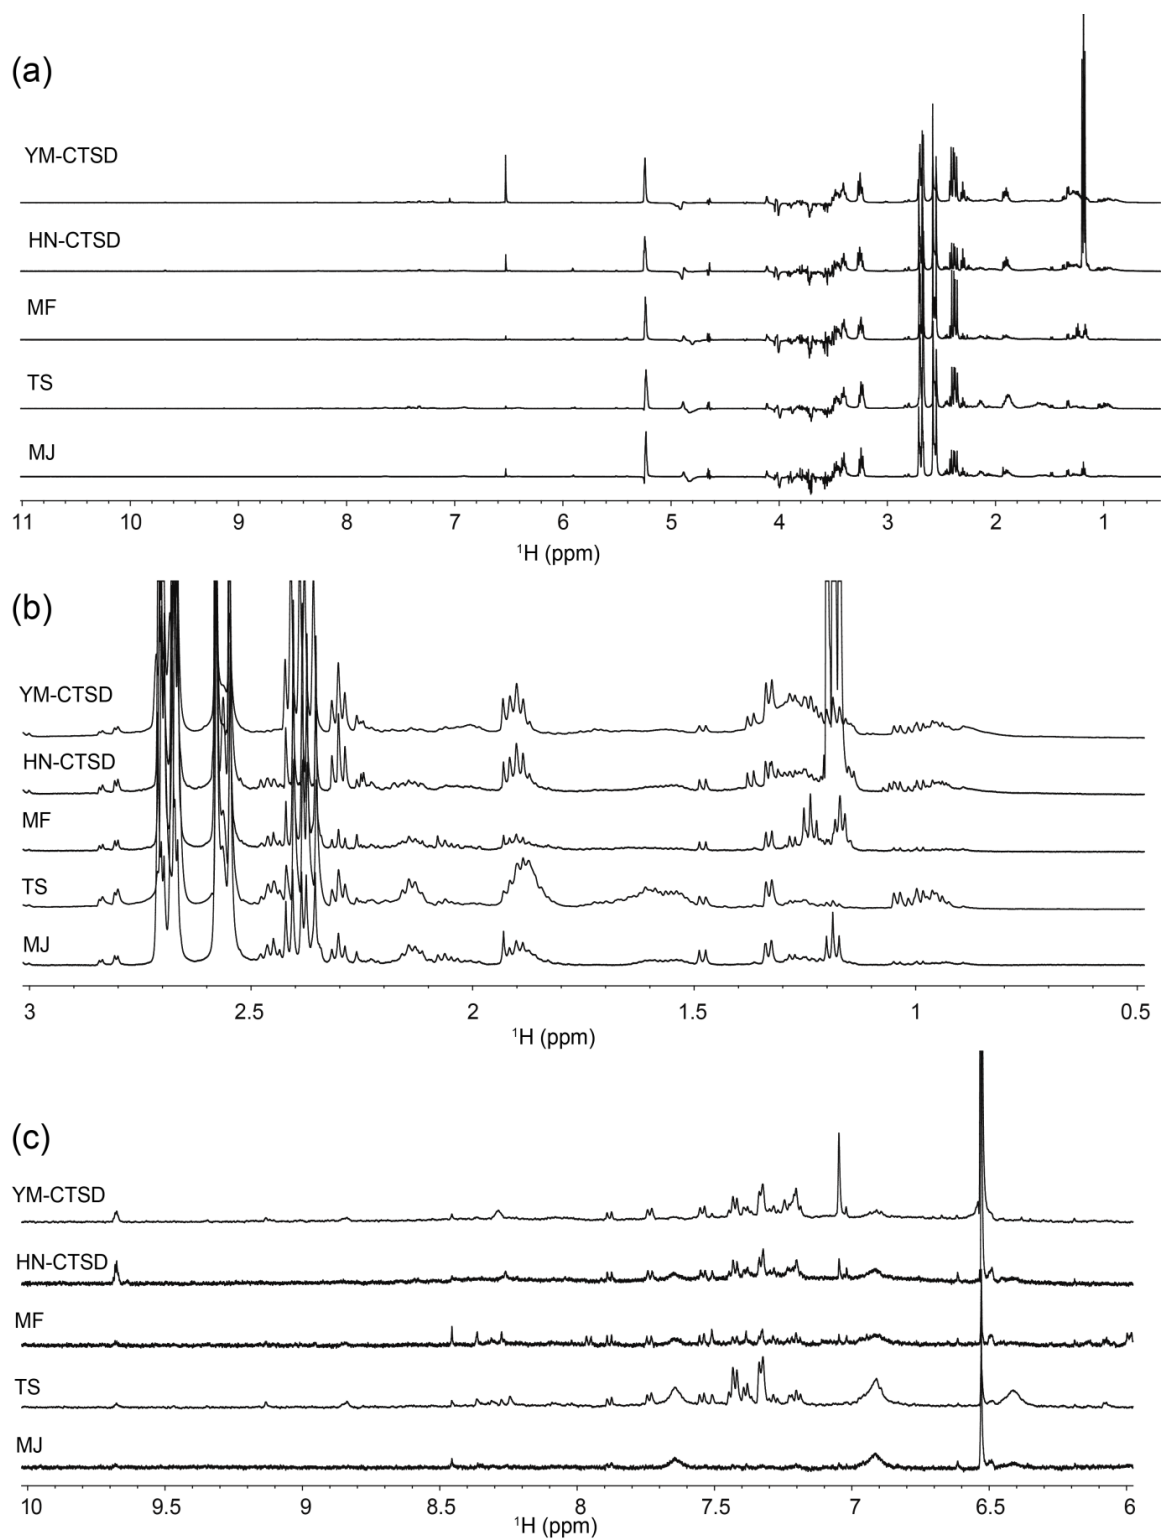 (a)
YM-CTSD
HN-CTSD
MF
TS
MJ
11 10 9 8 7 6 5 4 3 2 1
¹H (ppm)
(b)
YM-CTSD
HN-CTSD
MF
TS
MJ
3 2.5 2 1.5 1 0.5
¹H (ppm)
(c)
YM-CTSD
HN-CTSD
MF
TS
MJ
10 9.5 9 8.5 8 7.5 7 6.5 6
¹H (ppm)